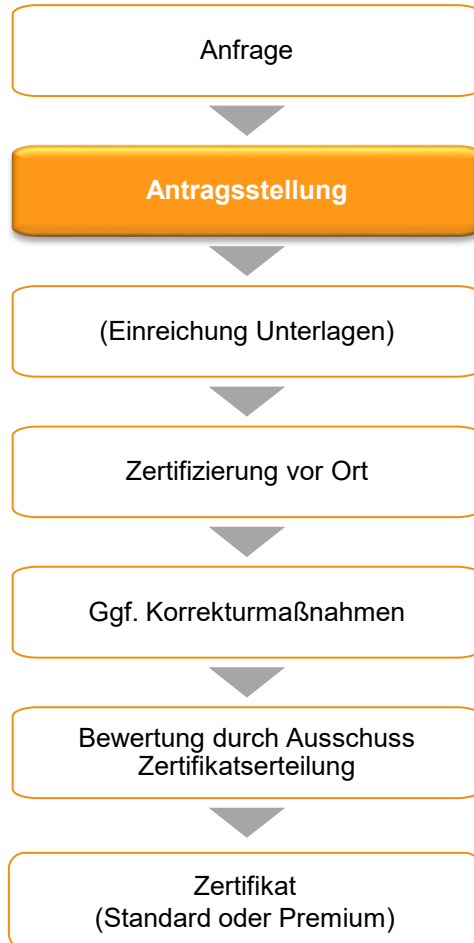 Anfrage
Antragsstellung
(Einreichung Unterlagen)
Zertifizierung vor Ort
Ggf. Korrekturmaßnahmen
Bewertung durch Ausschuss
Zertifikatserteilung
Zertifikat
(Standard oder Premium)